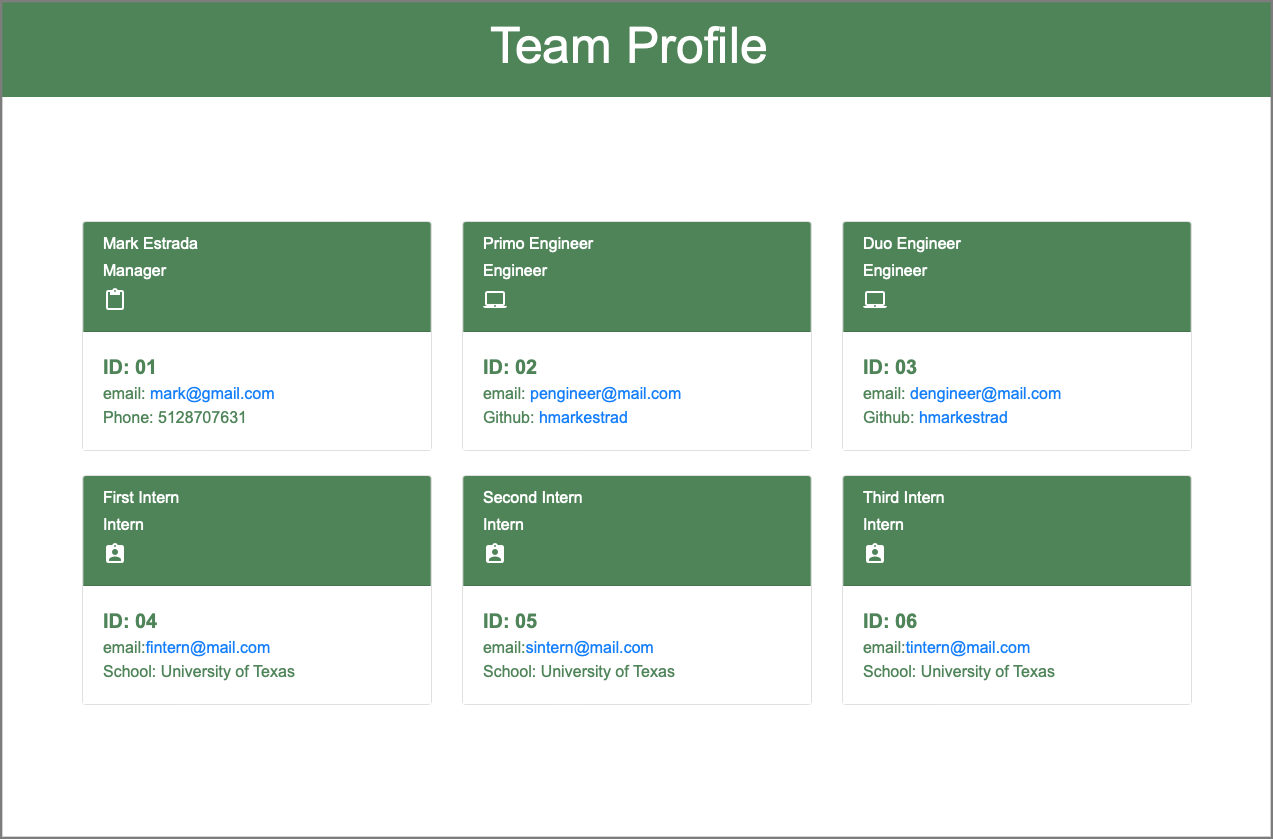 Team Profile
Mark Estrada
Manager
ID: 01
email: mark@gmail.com
Phone: 5128707631
Primo Engineer
Engineer
ID: 02
email: pengineer@mail.com
Github: hmarkestrad
Duo Engineer
Engineer
ID: 03
email: dengineer@mail.com
Github: hmarkestrad
First Intern
Intern
ID: 04
email:fintern@mail.com
School: University of Texas
Second Intern
Intern
ID: 05
email:sintern@mail.com
School: University of Texas
Third Intern
Intern
ID: 06
email:tintern@mail.com
School: University of Texas